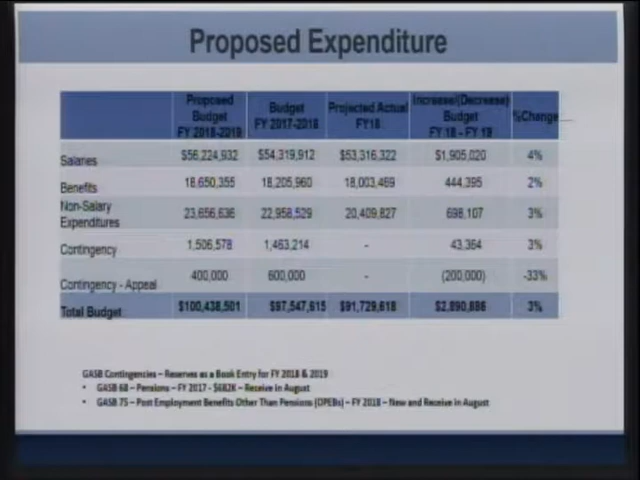 Proposed Expenditure
Proposed Budget FY 2018-2019 Budget FY 2017-2018 Projected Actual FY18 Increase/(Decrease) Budget FY 18 - FY 19 %Change
Salaries $56,224,932 $54,319,912 $53,316,322 $1,905,020 4%
Benefits 18,650,355 18,205,960 18,003,469 444,395 2%
Non-Salary Expenditures 23,656,636 22,958,529 20,409,827 698,107 3%
Contingency 1,506,578 1,463,214 - 43,364 3%
Contingency - Appeal 400,000 600,000 - (200,000) -33%
Total Budget $100,438,501 $97,547,615 $91,729,618 $2,890,886 3%
GASB Contingencies – Reserves as a Book Entry for FY 2018 & 2019
• GASB 68 – Pensions – FY 2017 - $682K – Receive in August
• GASB 75 – Post Employment Benefits Other Than Pensions (OPEBs) – FY 2018 – New and Receive in August